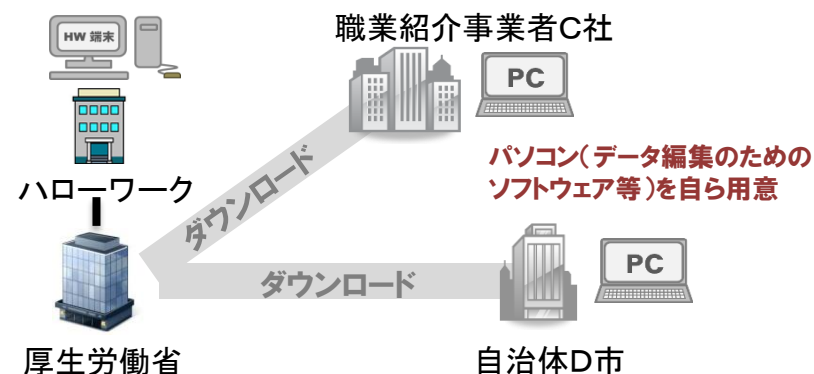 職業紹介事業者C社
HW 端末
PC
ハローワーク
ダウンロード
パソコン(データ編集のための
ソフトウェア等)を自ら用意
ダウンロード
PC
厚生労働省
自治体D市